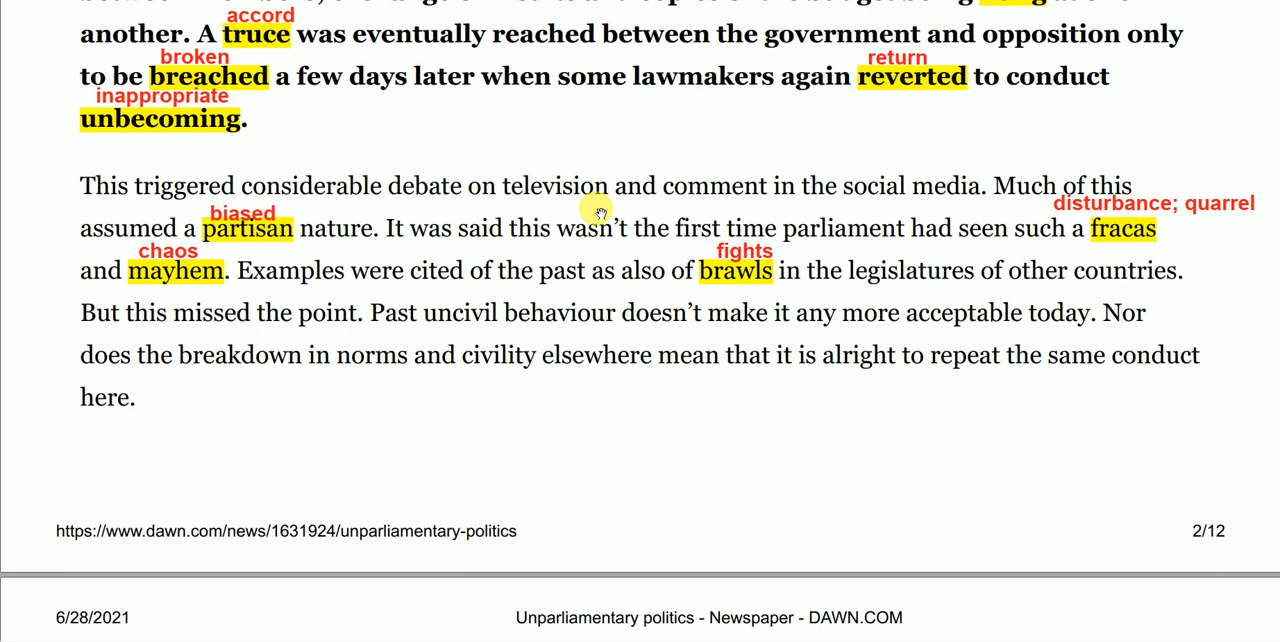 accord
another. A truce was eventually reached between the government and opposition only
broken
return
to be breached a few days later when some lawmakers again reverted to conduct
inappropriate
unbecoming.
This triggered considerable debate on television and comment in the social media. Much of this
biased
disturbance; quarrel
assumed a partisan nature. It was said this wasn’t the first time parliament had seen such a fracas
chaos
fights
and mayhem. Examples were cited of the past as also of brawls in the legislatures of other countries.
But this missed the point. Past uncivil behaviour doesn’t make it any more acceptable today. Nor
does the breakdown in norms and civility elsewhere mean that it is alright to repeat the same conduct
here.
https://www.dawn.com/news/1631924/unparliamentary-politics
2/12
6/28/2021
Unparliamentary politics - Newspaper - DAWN.COM